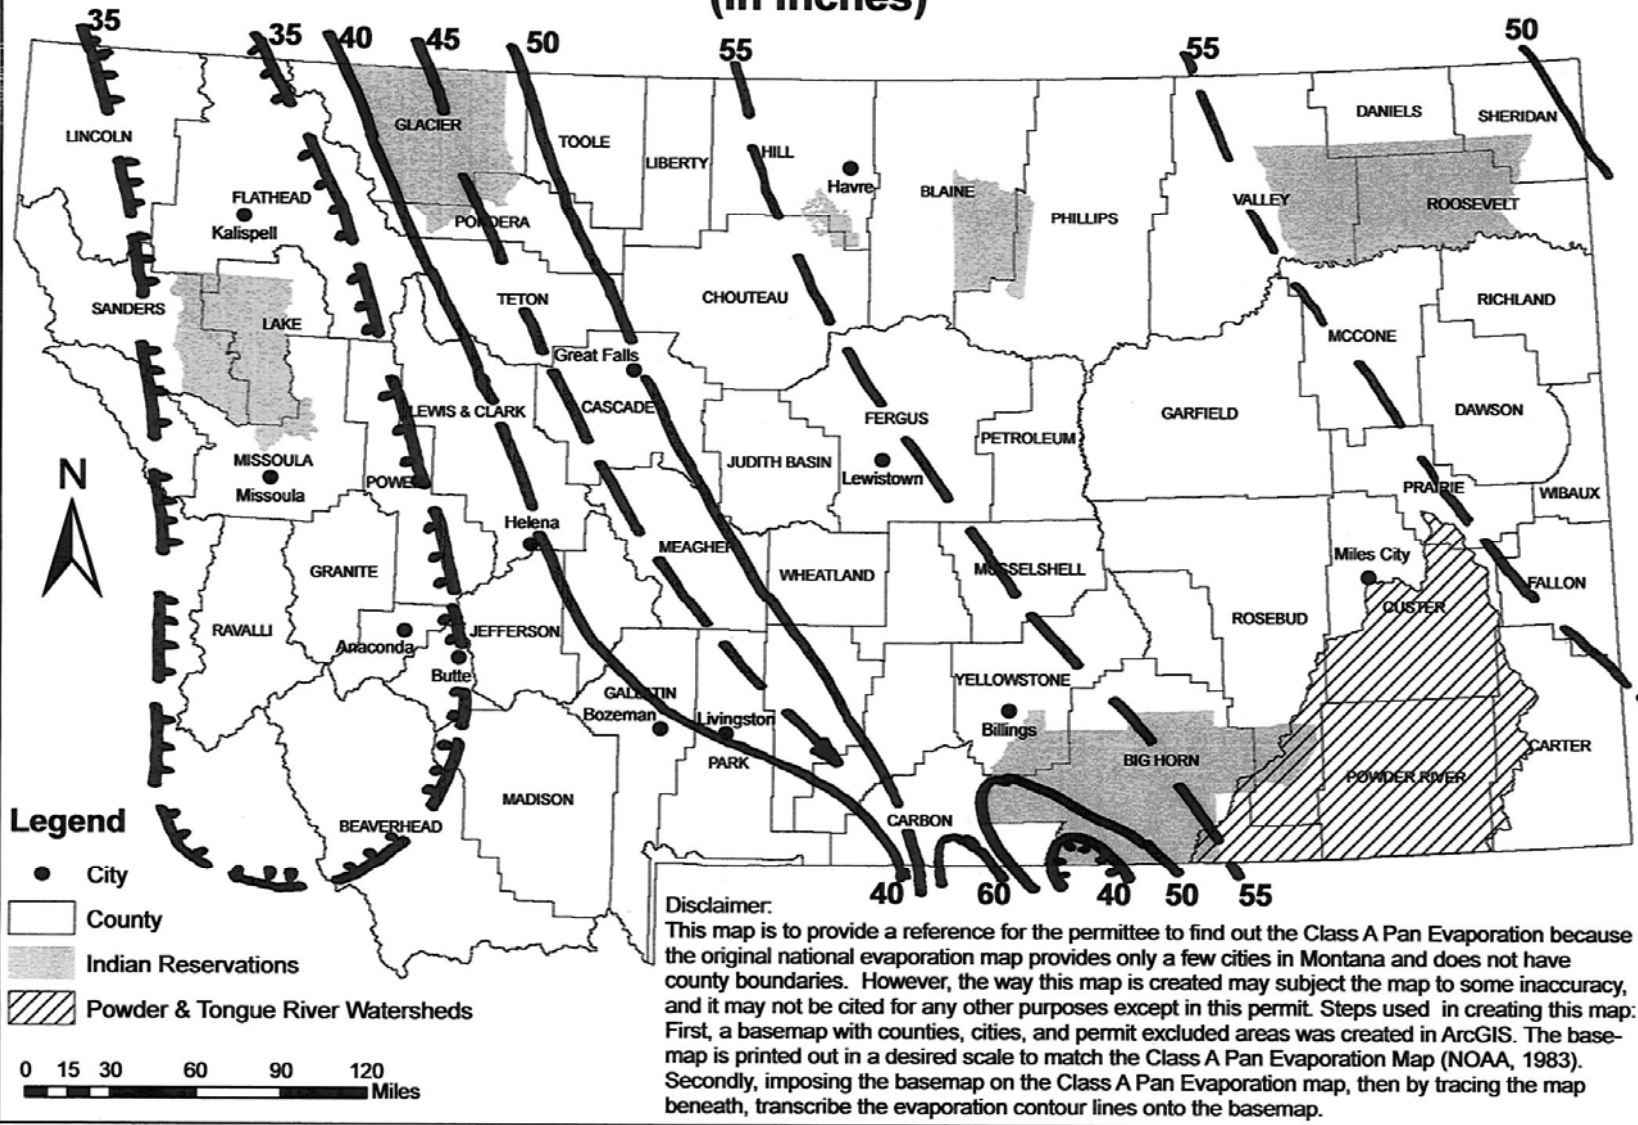 (in inches)
35
35
40
45
50
55
55
50
LINCOLN
GLACIER
TOOLE
LIBERTY
HILL
Havre
BLAINE
PHILLIPS
VALLEY
DANIELS
SHERIDAN
ROOSEVELT
FLATHEAD
Kalispell
PONDERA
SANDERS
LAKE
TETON
CHOUTEAU
RICHLAND
MCCONE
Great Falls
LEWIS & CLARK
CASCADE
FERGUS
Lewistown
PETROLEUM
GARFIELD
DAWSON
JUDITH BASIN
MISSOULA
Missoula
POWELL
PRAIRIE
WIBAUX
N
Helena
MEAGHER
WHEATLAND
MUSSELSHELL
Miles City
FALLON
CUSTER
GRANITE
RAVALLI
JEFFERSON
ROSEBUD
Anaconda
Butte
GALLATIN
Bozeman
Livingston
PARK
YELLOWSTONE
Billings
BIG HORN
CARTER
POWDER RIVER
MADISON
BEAVERHEAD
CARBON
40
60
40
50
55
Legend
City
County
Indian Reservations
Powder & Tongue River Watersheds
0 15 30 60 90 120
Miles
Disclaimer:
This map is to provide a reference for the permittee to find out the Class A Pan Evaporation because
the original national evaporation map provides only a few cities in Montana and does not have
county boundaries. However, the way this map is created may subject the map to some inaccuracy,
and it may not be cited for any other purposes except in this permit. Steps used in creating this map:
First, a basemap with counties, cities, and permit excluded areas was created in ArcGIS. The base-
map is printed out in a desired scale to match the Class A Pan Evaporation Map (NOAA, 1983).
Secondly, imposing the basemap on the Class A Pan Evaporation map, then by tracing the map
beneath, transcribe the evaporation contour lines onto the basemap.